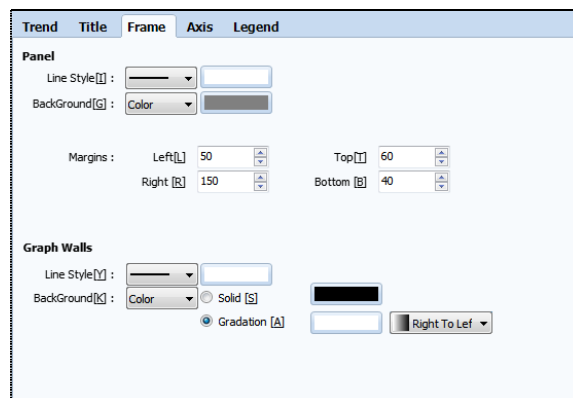 Trend Title Frame Axis Legend
Panel
Line Style[I] :
BackGround[G] : Color
Margins : Left[L] 50 Top[T] 60
Right [R] 150 Bottom [B] 40
Graph Walls
Line Style[Y] :
BackGround[K] : Color Solid [S]
Gradation [A] Right To Lef